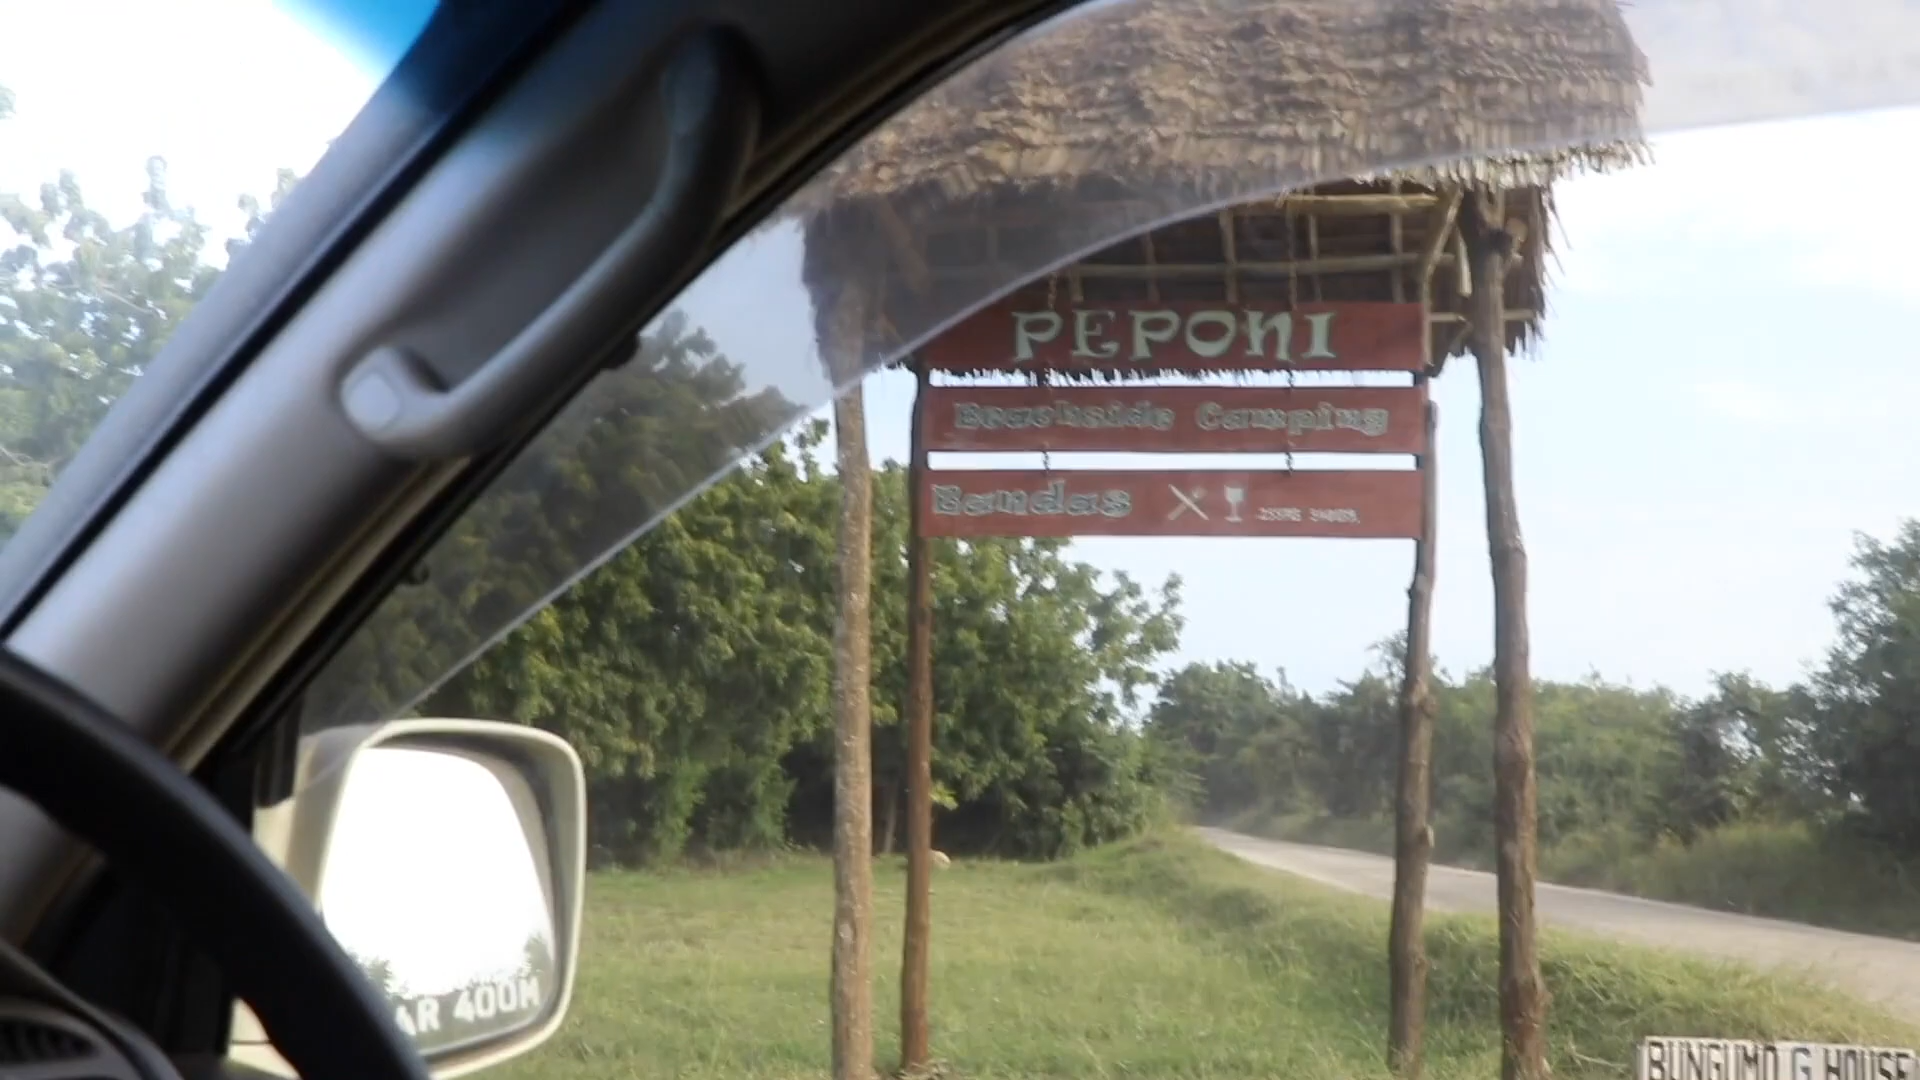 PEPONI
Beachside Camping
Bandas
BUNGUMO G HOUSE
AR 400M